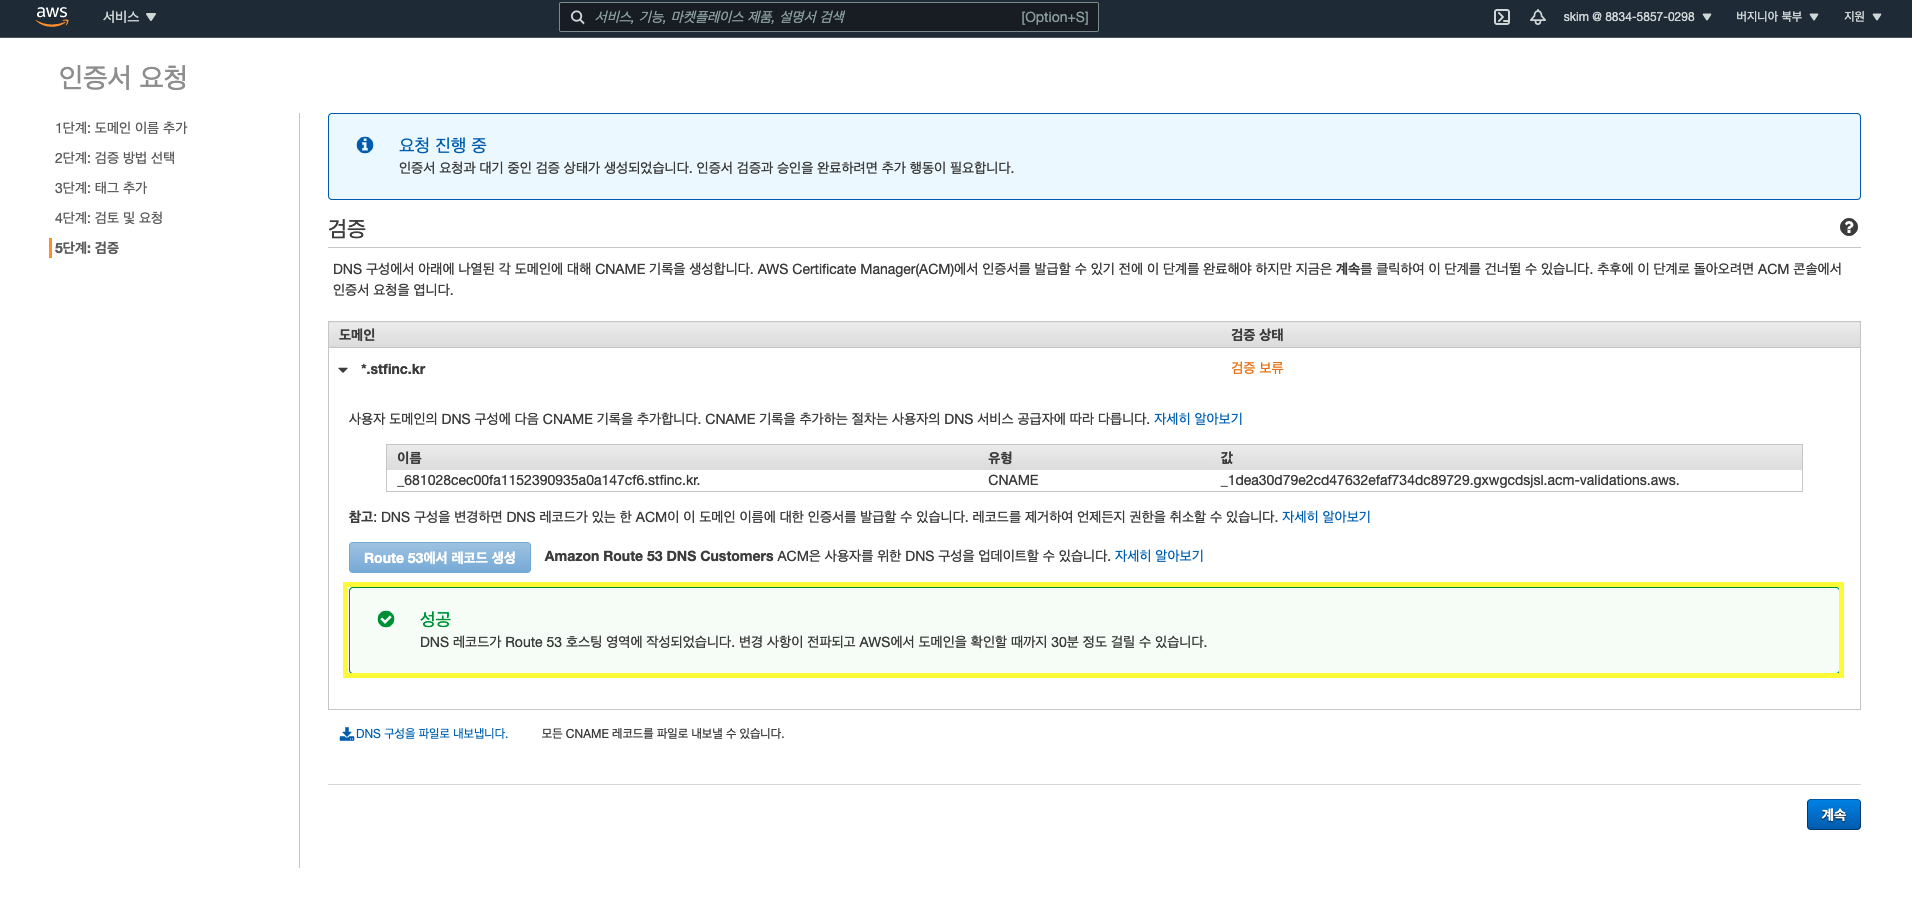 aws 서비스 서비스, 기능, 마켓플레이스 제품, 설명서 검색 [Option+S] skim @ 8834-5857-0298 버지니아 북부 지원
인증서 요청
1단계: 도메인 이름 추가
2단계: 검증 방법 선택
3단계: 태그 추가
4단계: 검토 및 요청
5단계: 검증
요청 진행 중
인증서 요청과 대기 중인 검증 상태가 생성되었습니다. 인증서 검증과 승인을 완료하려면 추가 행동이 필요합니다.
검증
DNS 구성에서 아래에 나열된 각 도메인에 대해 CNAME 기록을 생성합니다. AWS Certificate Manager(ACM)에서 인증서를 발급할 수 있기 전에 이 단계를 완료해야 하지만 지금은 계속를 클릭하여 이 단계를 건너뛸 수 있습니다. 추후에 이 단계로 돌아오려면 ACM 콘솔에서
인증서 요청을 엽니다.
도메인 검증 상태
*.stfinc.kr 검증 보류
사용자 도메인의 DNS 구성에 다음 CNAME 기록을 추가합니다. CNAME 기록을 추가하는 절차는 사용자의 DNS 서비스 공급자에 따라 다릅니다. 자세히 알아보기
이름 유형 값
_681028cec00fa1152390935a0a147cf6.stfinc.kr. CNAME _1dea30d79e2cd47632efaf734dc89729.gxwgcdsjsl.acm-validations.aws.
참고: DNS 구성을 변경하면 DNS 레코드가 있는 한 ACM이 이 도메인 이름에 대한 인증서를 발급할 수 있습니다. 레코드를 제거하여 언제든지 권한을 취소할 수 있습니다. 자세히 알아보기
Route 53에서 레코드 생성 Amazon Route 53 DNS Customers ACM은 사용자를 위한 DNS 구성을 업데이트할 수 있습니다. 자세히 알아보기
성공
DNS 레코드가 Route 53 호스팅 영역에 작성되었습니다. 변경 사항이 전파되고 AWS에서 도메인을 확인할 때까지 30분 정도 걸릴 수 있습니다.
DNS 구성을 파일로 내보냅니다. 모든 CNAME 레코드를 파일로 내보낼 수 있습니다.
계속